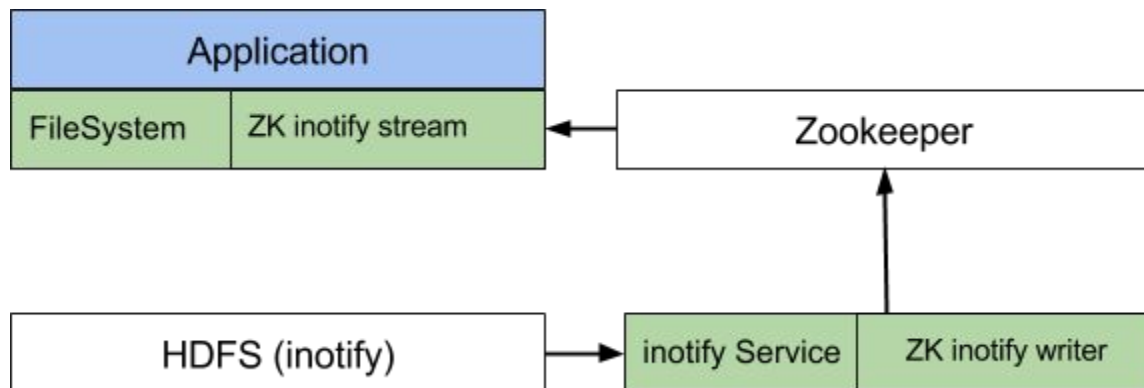 Application
FileSystem
ZK inotify stream
Zookeeper
HDFS (inotify)
inotify Service
ZK inotify writer